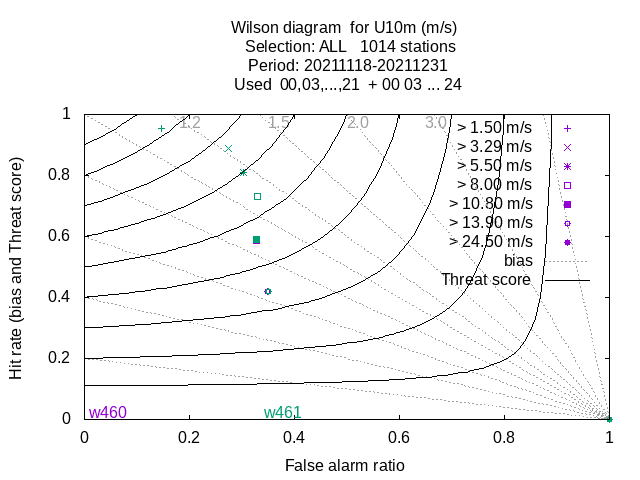 Wilson diagram  for U10m (m/s)
Selection: ALL   1014 stations
Period: 20211118-20211231
Used  00,03,...,21  + 00 03 ... 24
Hit rate (bias and Threat score)
1
0.8
0.6
0.4
0.2
0
1.2
1.5
2.0
3.0
> 1.50 m/s
> 3.29 m/s
> 5.50 m/s
> 8.00 m/s
> 10.80 m/s
> 13.90 m/s
> 24.50 m/s
bias
Threat score
w460
w461
0
0.2
0.4
0.6
0.8
1
False alarm ratio